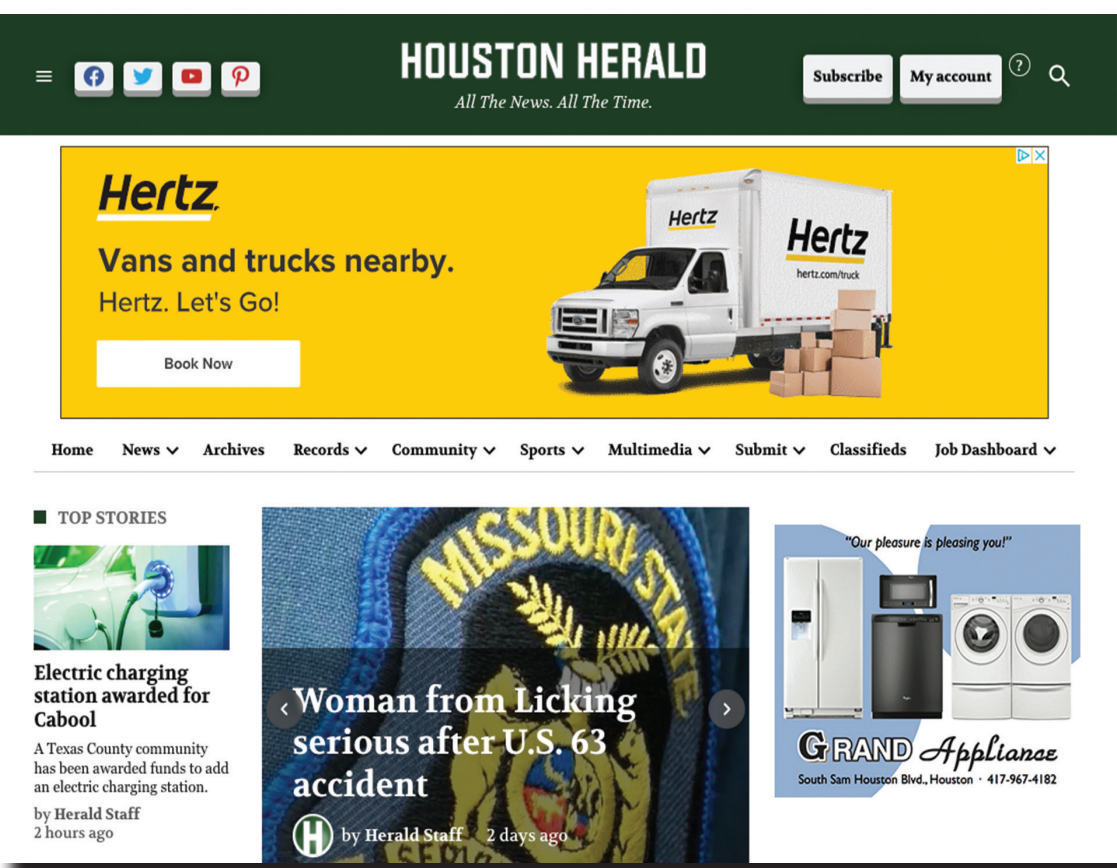 HOUSTON HERALD
All The News. All The Time.
Subscribe
My account
?
Hertz
Vans and trucks nearby.
Hertz. Let's Go!
Book Now
Hertz
Hertz
hertz.com/truck
Home News Archives Records Community Sports Multimedia Submit Classifieds Job Dashboard
TOP STORIES
Electric charging
station awarded for
Cabool
A Texas County community
has been awarded funds to add
an electric charging station.
by Herald Staff
2 hours ago
MISSOURI STATE
Woman from Licking
serious after U.S. 63
accident
H
by Herald Staff 2 days ago
"Our pleasure is pleasing you!"
GRAND Appliance
South Sam Houston Blvd., Houston · 417-967-4182